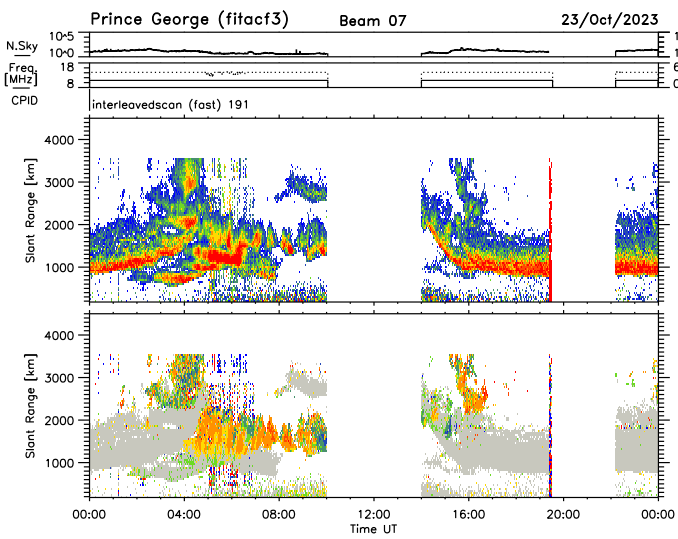 Prince George (fitacf3) Beam 07 23/Oct/2023
N.Sky 10^5 10^0 1 1
Freq. [MHz] 18 8 6 0
CPID interleavedscan (fast) 191
Slant Range [km] 4000 3000 2000 1000
Slant Range [km] 4000 3000 2000 1000
00:00 04:00 08:00 12:00 16:00 20:00 00:00
Time UT